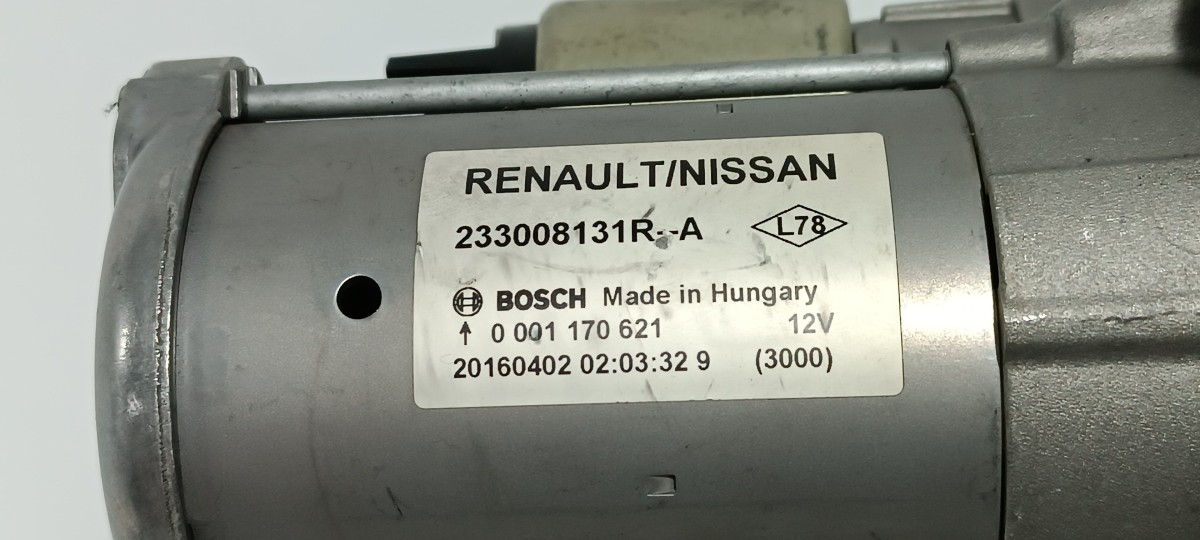 RENAULT/NISSAN
233008131R--A L78
BOSCH Made in Hungary
0 001 170 621 12V
20160402 02:03:32 9 (3000)